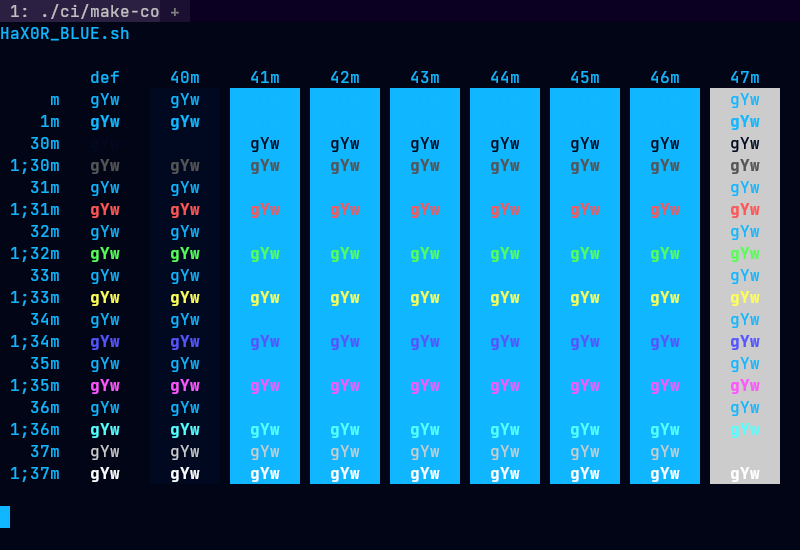 1: ./ci/make-co +
HaX0R_BLUE.sh
def 40m 41m 42m 43m 44m 45m 46m 47m
m gYw gYw gYw
1m gYw gYw gYw
30m gYw gYw gYw gYw gYw gYw gYw
1;30m gYw gYw gYw gYw gYw gYw gYw gYw gYw
31m gYw gYw gYw
1;31m gYw gYw gYw gYw gYw gYw gYw gYw gYw
32m gYw gYw gYw
1;32m gYw gYw gYw gYw gYw gYw gYw gYw gYw
33m gYw gYw gYw
1;33m gYw gYw gYw gYw gYw gYw gYw gYw gYw
34m gYw gYw gYw
1;34m gYw gYw gYw gYw gYw gYw gYw gYw gYw
35m gYw gYw gYw
1;35m gYw gYw gYw gYw gYw gYw gYw gYw gYw
36m gYw gYw gYw
1;36m gYw gYw gYw gYw gYw gYw gYw gYw gYw
37m gYw gYw gYw gYw gYw gYw gYw gYw
1;37m gYw gYw gYw gYw gYw gYw gYw gYw gYw